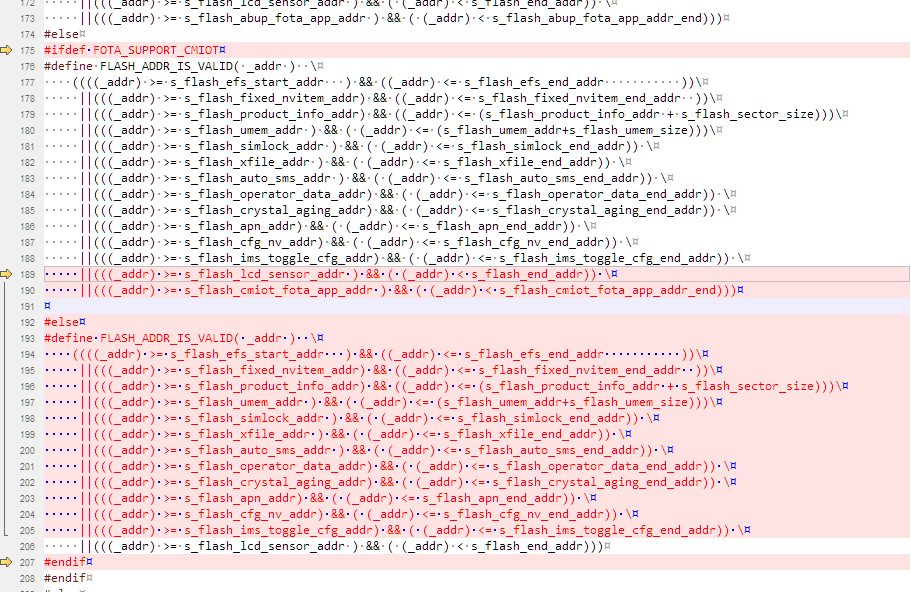 172 ||(((_addr) >= s_flash_lcd_sensor_addr ) && ( (_addr) < s_flash_end_addr)) \
173 ||(((_addr) >= s_flash_abup_fota_app_addr ) && ( (_addr) < s_flash_abup_fota_app_addr_end)))¤
174 #else¤
175 #ifdef·FOTA_SUPPORT_CMIOT¤
176 #define·FLASH_ADDR_IS_VALID(·_addr·)··\¤
177 ····((((_addr)·>=·s_flash_efs_start_addr···)·&&·((_addr)·<=·s_flash_efs_end_addr···········))\¤
178 ·····||(((_addr)·>=·s_flash_fixed_nvitem_addr)·&&·((_addr)·<=·s_flash_fixed_nvitem_end_addr··))\¤
179 ·····||(((_addr)·>=·s_flash_product_info_addr)·&&·((_addr)·<=·(s_flash_product_info_addr·+·s_flash_sector_size)))\¤
180 ·····||(((_addr)·>=·s_flash_umem_addr·)·&&·(·(_addr)·<=·(s_flash_umem_addr+s_flash_umem_size)))\¤
181 ·····||(((_addr)·>=·s_flash_simlock_addr·)·&&·(·(_addr)·<=·s_flash_simlock_end_addr))·\¤
182 ·····||(((_addr)·>=·s_flash_xfile_addr·)·&&·(·(_addr)·<=·s_flash_xfile_end_addr))·\¤
183 ·····||(((_addr)·>=·s_flash_auto_sms_addr·)·&&·(·(_addr)·<=·s_flash_auto_sms_end_addr))·\¤
184 ·····||(((_addr)·>=·s_flash_operator_data_addr)·&&·(·(_addr)·<=·s_flash_operator_data_end_addr))·\¤
185 ·····||(((_addr)·>=·s_flash_crystal_aging_addr)·&&·(·(_addr)·<=·s_flash_crystal_aging_end_addr))·\¤
186 ·····||(((_addr)·>=·s_flash_apn_addr)·&&·(·(_addr)·<=·s_flash_apn_end_addr))·\¤
187 ·····||(((_addr)·>=·s_flash_cfg_nv_addr)·&&·(·(_addr)·<=·s_flash_cfg_nv_end_addr))·\¤
188 ·····||(((_addr)·>=·s_flash_ims_toggle_cfg_addr)·&&·(·(_addr)·<=·s_flash_ims_toggle_cfg_end_addr))·\¤
189 ·····||(((_addr)·>=·s_flash_lcd_sensor_addr·)·&&·(·(_addr)·<·s_flash_end_addr))·\¤
190 ·····||(((_addr)·>=·s_flash_cmiot_fota_app_addr·)·&&·(·(_addr)·<·s_flash_cmiot_fota_app_addr_end)))¤
191 ¤
192 #else¤
193 #define·FLASH_ADDR_IS_VALID(·_addr·)··\¤
194 ····((((_addr)·>=·s_flash_efs_start_addr···)·&&·((_addr)·<=·s_flash_efs_end_addr···········))\¤
195 ·····||(((_addr)·>=·s_flash_fixed_nvitem_addr)·&&·((_addr)·<=·s_flash_fixed_nvitem_end_addr··))\¤
196 ·····||(((_addr)·>=·s_flash_product_info_addr)·&&·((_addr)·<=·(s_flash_product_info_addr·+·s_flash_sector_size)))\¤
197 ·····||(((_addr)·>=·s_flash_umem_addr·)·&&·(·(_addr)·<=·(s_flash_umem_addr+s_flash_umem_size)))\¤
198 ·····||(((_addr)·>=·s_flash_simlock_addr·)·&&·(·(_addr)·<=·s_flash_simlock_end_addr))·\¤
199 ·····||(((_addr)·>=·s_flash_xfile_addr·)·&&·(·(_addr)·<=·s_flash_xfile_end_addr))·\¤
200 ·····||(((_addr)·>=·s_flash_auto_sms_addr·)·&&·(·(_addr)·<=·s_flash_auto_sms_end_addr))·\¤
201 ·····||(((_addr)·>=·s_flash_operator_data_addr)·&&·(·(_addr)·<=·s_flash_operator_data_end_addr))·\¤
202 ·····||(((_addr)·>=·s_flash_crystal_aging_addr)·&&·(·(_addr)·<=·s_flash_crystal_aging_end_addr))·\¤
203 ·····||(((_addr)·>=·s_flash_apn_addr)·&&·(·(_addr)·<=·s_flash_apn_end_addr))·\¤
204 ·····||(((_addr)·>=·s_flash_cfg_nv_addr)·&&·(·(_addr)·<=·s_flash_cfg_nv_end_addr))·\¤
205 ·····||(((_addr)·>=·s_flash_ims_toggle_cfg_addr)·&&·(·(_addr)·<=·s_flash_ims_toggle_cfg_end_addr))·\¤
206 ·····||(((_addr)·>=·s_flash_lcd_sensor_addr·)·&&·(·(_addr)·<·s_flash_end_addr)))¤
207 #endif¤
208 #endif¤